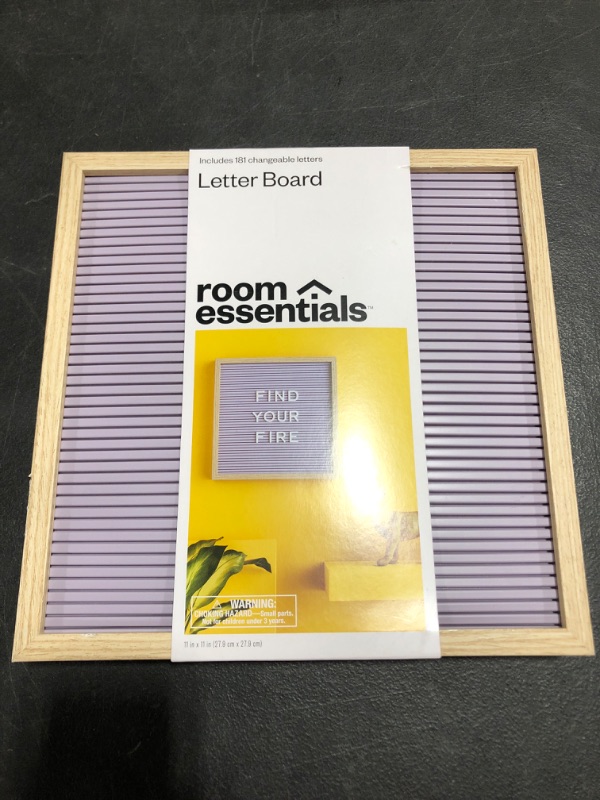 Includes 181 changeable letters
Letter Board
room
essentials™
FIND
YOUR
FIRE
⚠ WARNING:
CHOKING HAZARD—Small parts.
Not for children under 3 years.
11 in x 11 in (27.9 cm x 27.9 cm)